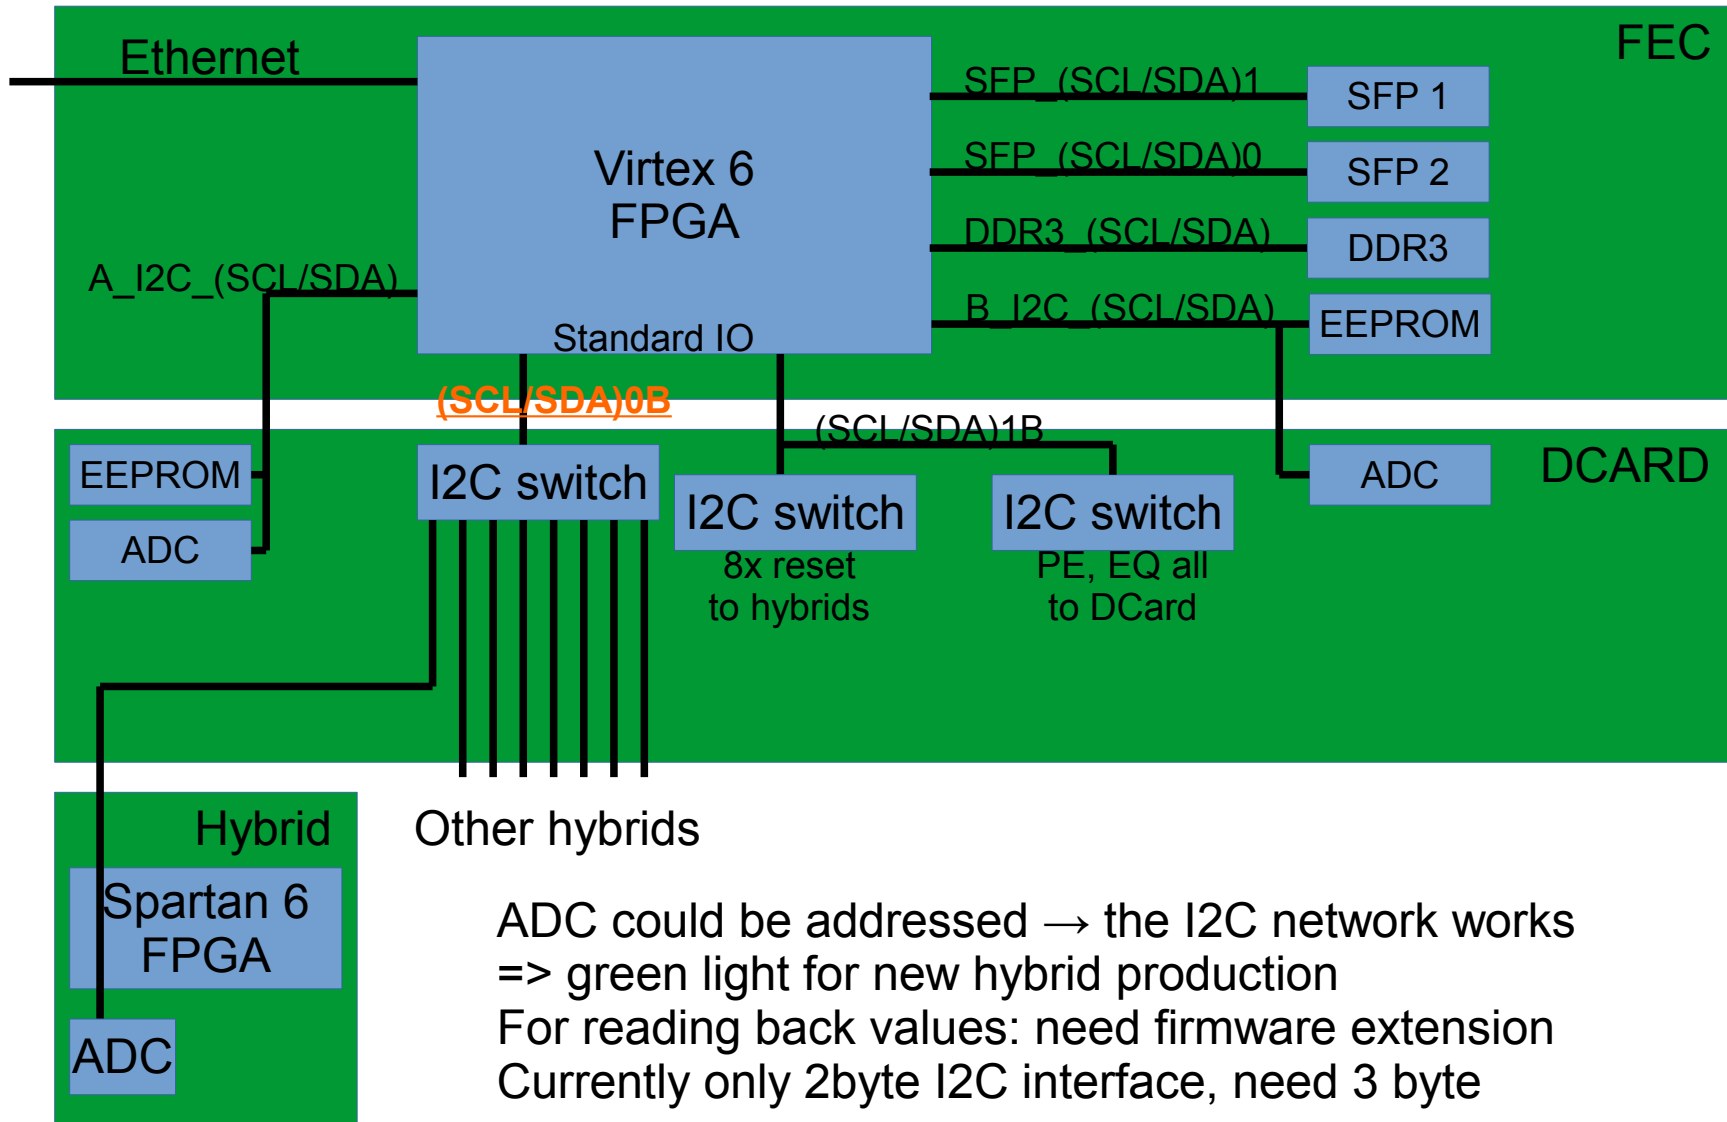 FEC
Ethernet
Virtex 6
FPGA
Standard IO
SFP_(SCL/SDA)1
SFP 1
SFP_(SCL/SDA)0
SFP 2
DDR3_(SCL/SDA)
DDR3
B_I2C_(SCL/SDA)
EEPROM
A_I2C_(SCL/SDA)
(SCL/SDA)0B
(SCL/SDA)1B
DCARD
EEPROM
ADC
I2C switch
I2C switch
8x reset
to hybrids
I2C switch
PE, EQ all
to DCard
ADC
Hybrid
Spartan 6
FPGA
ADC
Other hybrids
ADC could be addressed → the I2C network works
=> green light for new hybrid production
For reading back values: need firmware extension
Currently only 2byte I2C interface, need 3 byte